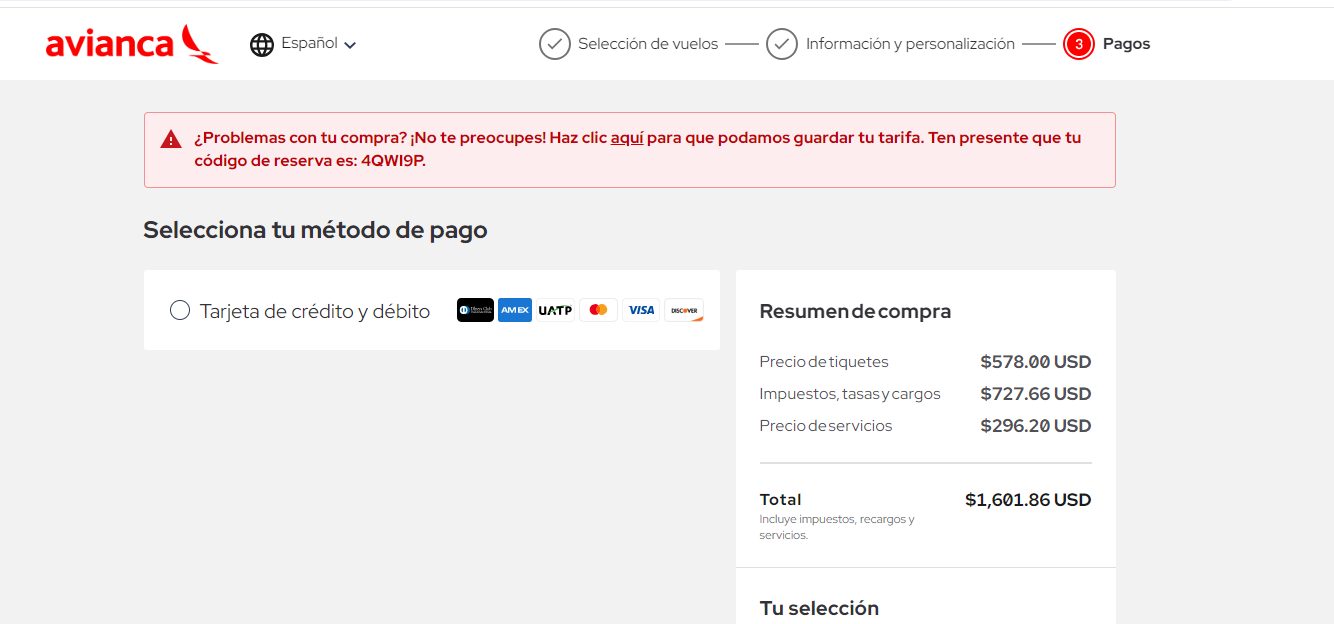 avianca
Español
Selección de vuelos
Información y personalización
3
Pagos
¿Problemas con tu compra? ¡No te preocupes! Haz clic aquí para que podamos guardar tu tarifa. Ten presente que tu
código de reserva es: 4QWI9P.
Selecciona tu método de pago
Tarjeta de crédito y débito
Diners Club
AMEX
UATP
VISA
DISCOVER
Resumen de compra
Precio de tiquetes $578.00 USD
Impuestos, tasas y cargos $727.66 USD
Precio de servicios $296.20 USD
Total $1,601.86 USD
Incluye impuestos, recargos y
servicios.
Tu selección